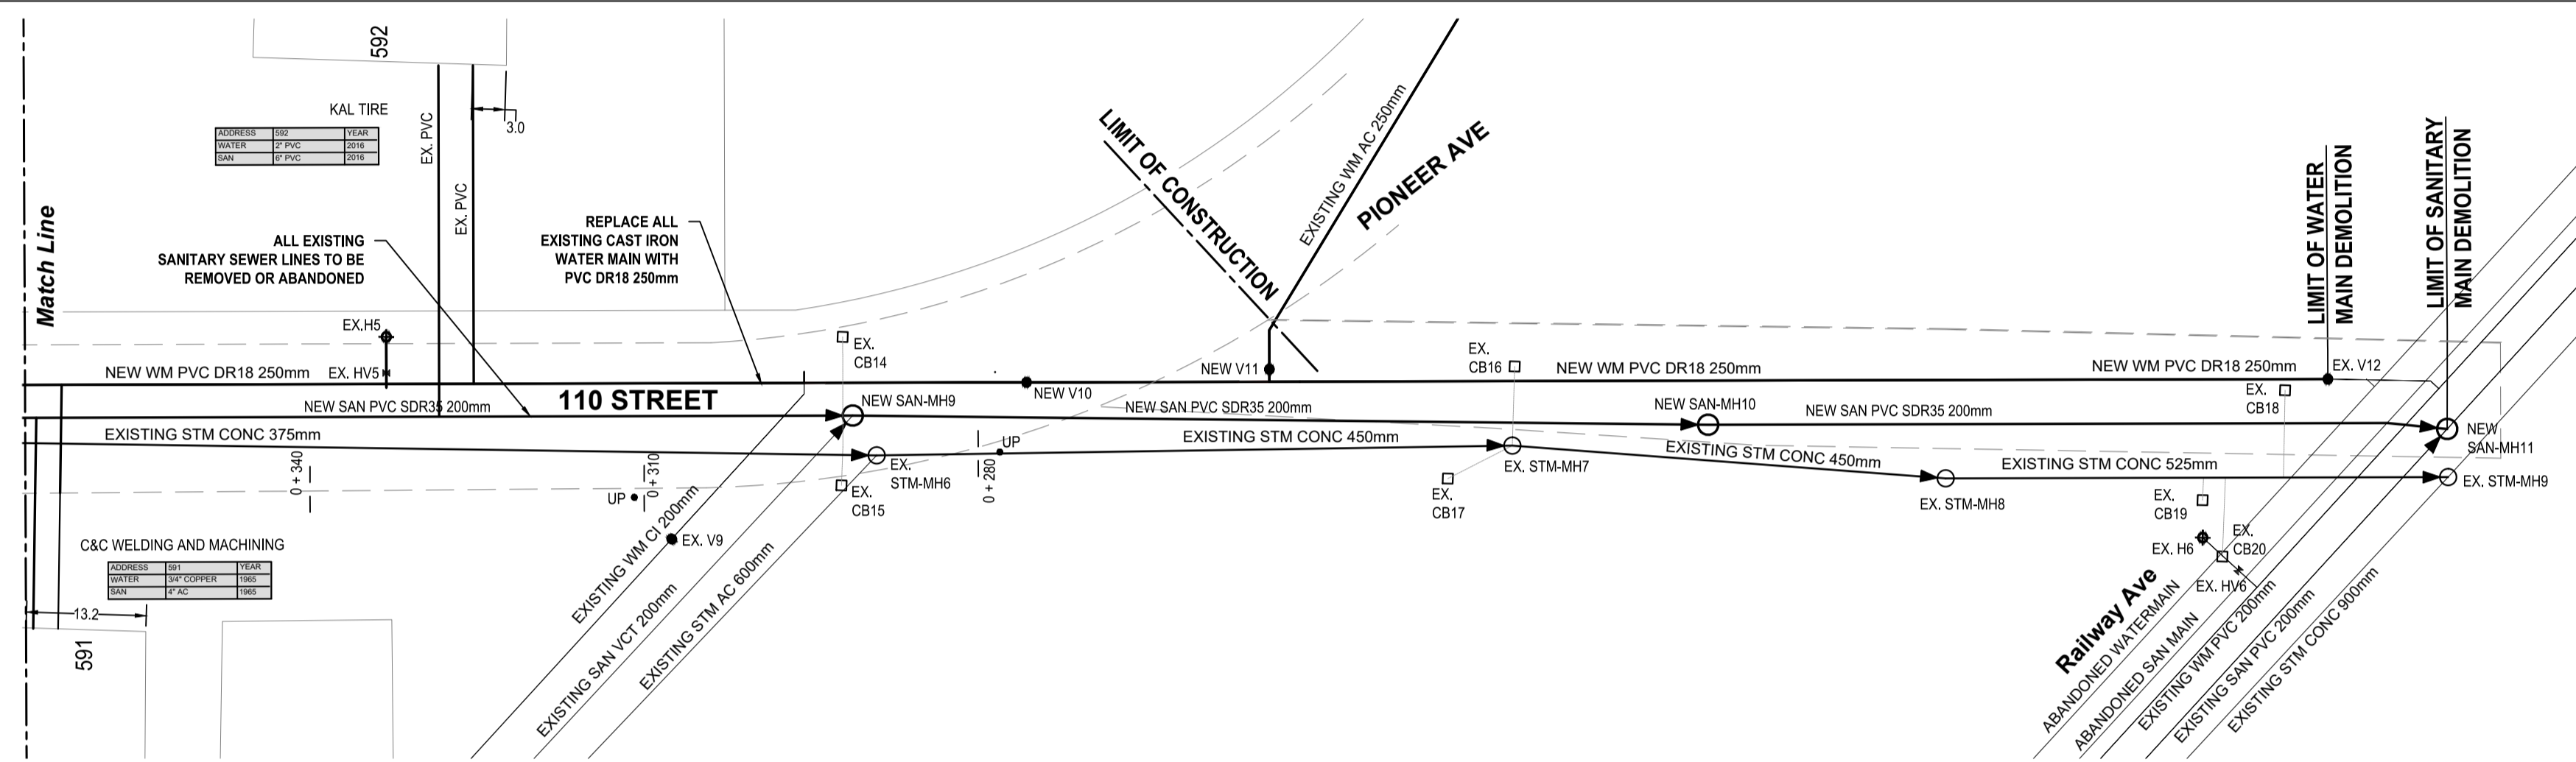 592
KAL TIRE
ADDRESS 592 YEAR
WATER 2" PVC 2016
SAN 6" PVC 2016
EX. PVC
EX. PVC
3.0
Match Line
ALL EXISTING
SANITARY SEWER LINES TO BE
REMOVED OR ABANDONED
REPLACE ALL
EXISTING CAST IRON
WATER MAIN WITH
PVC DR18 250mm
LIMIT OF CONSTRUCTION
EXISTING WM AC 250mm
PIONEER AVE
LIMIT OF WATER
MAIN DEMOLITION
LIMIT OF SANITARY
MAIN DEMOLITION
EX.H5
EX. HV5
NEW WM PVC DR18 250mm
EX.
CB14
NEW V10
NEW V11
EX.
CB16
NEW WM PVC DR18 250mm
NEW WM PVC DR18 250mm
EX. V12
EX.
CB18
NEW SAN PVC SDR35 200mm
110 STREET
NEW SAN-MH9
NEW SAN PVC SDR35 200mm
NEW SAN-MH10
NEW SAN PVC SDR35 200mm
NEW
SAN-MH11
EXISTING STM CONC 375mm
EX.
STM-MH6
UP
EXISTING STM CONC 450mm
EX. STM-MH7
EXISTING STM CONC 450mm
EX. STM-MH8
EXISTING STM CONC 525mm
EX. STM-MH9
0 + 340
UP
0 + 310
EX.
CB15
0 + 280
EX.
CB17
EX.
CB19
EX. H6
EX.
CB20
EX. HV6
EX. V9
EXISTING WM CI 200mm
EXISTING SAN VCT 200mm
EXISTING STM AC 600mm
C&C WELDING AND MACHINING
ADDRESS 591 YEAR
WATER 3/4" COPPER 1965
SAN 4" AC 1965
13.2
591
Railway Ave
ABANDONED WATERMAIN
ABANDONED SAN MAIN
EXISTING WM PVC 200mm
EXISTING SAN PVC 200mm
EXISTING STM CONC 900mm